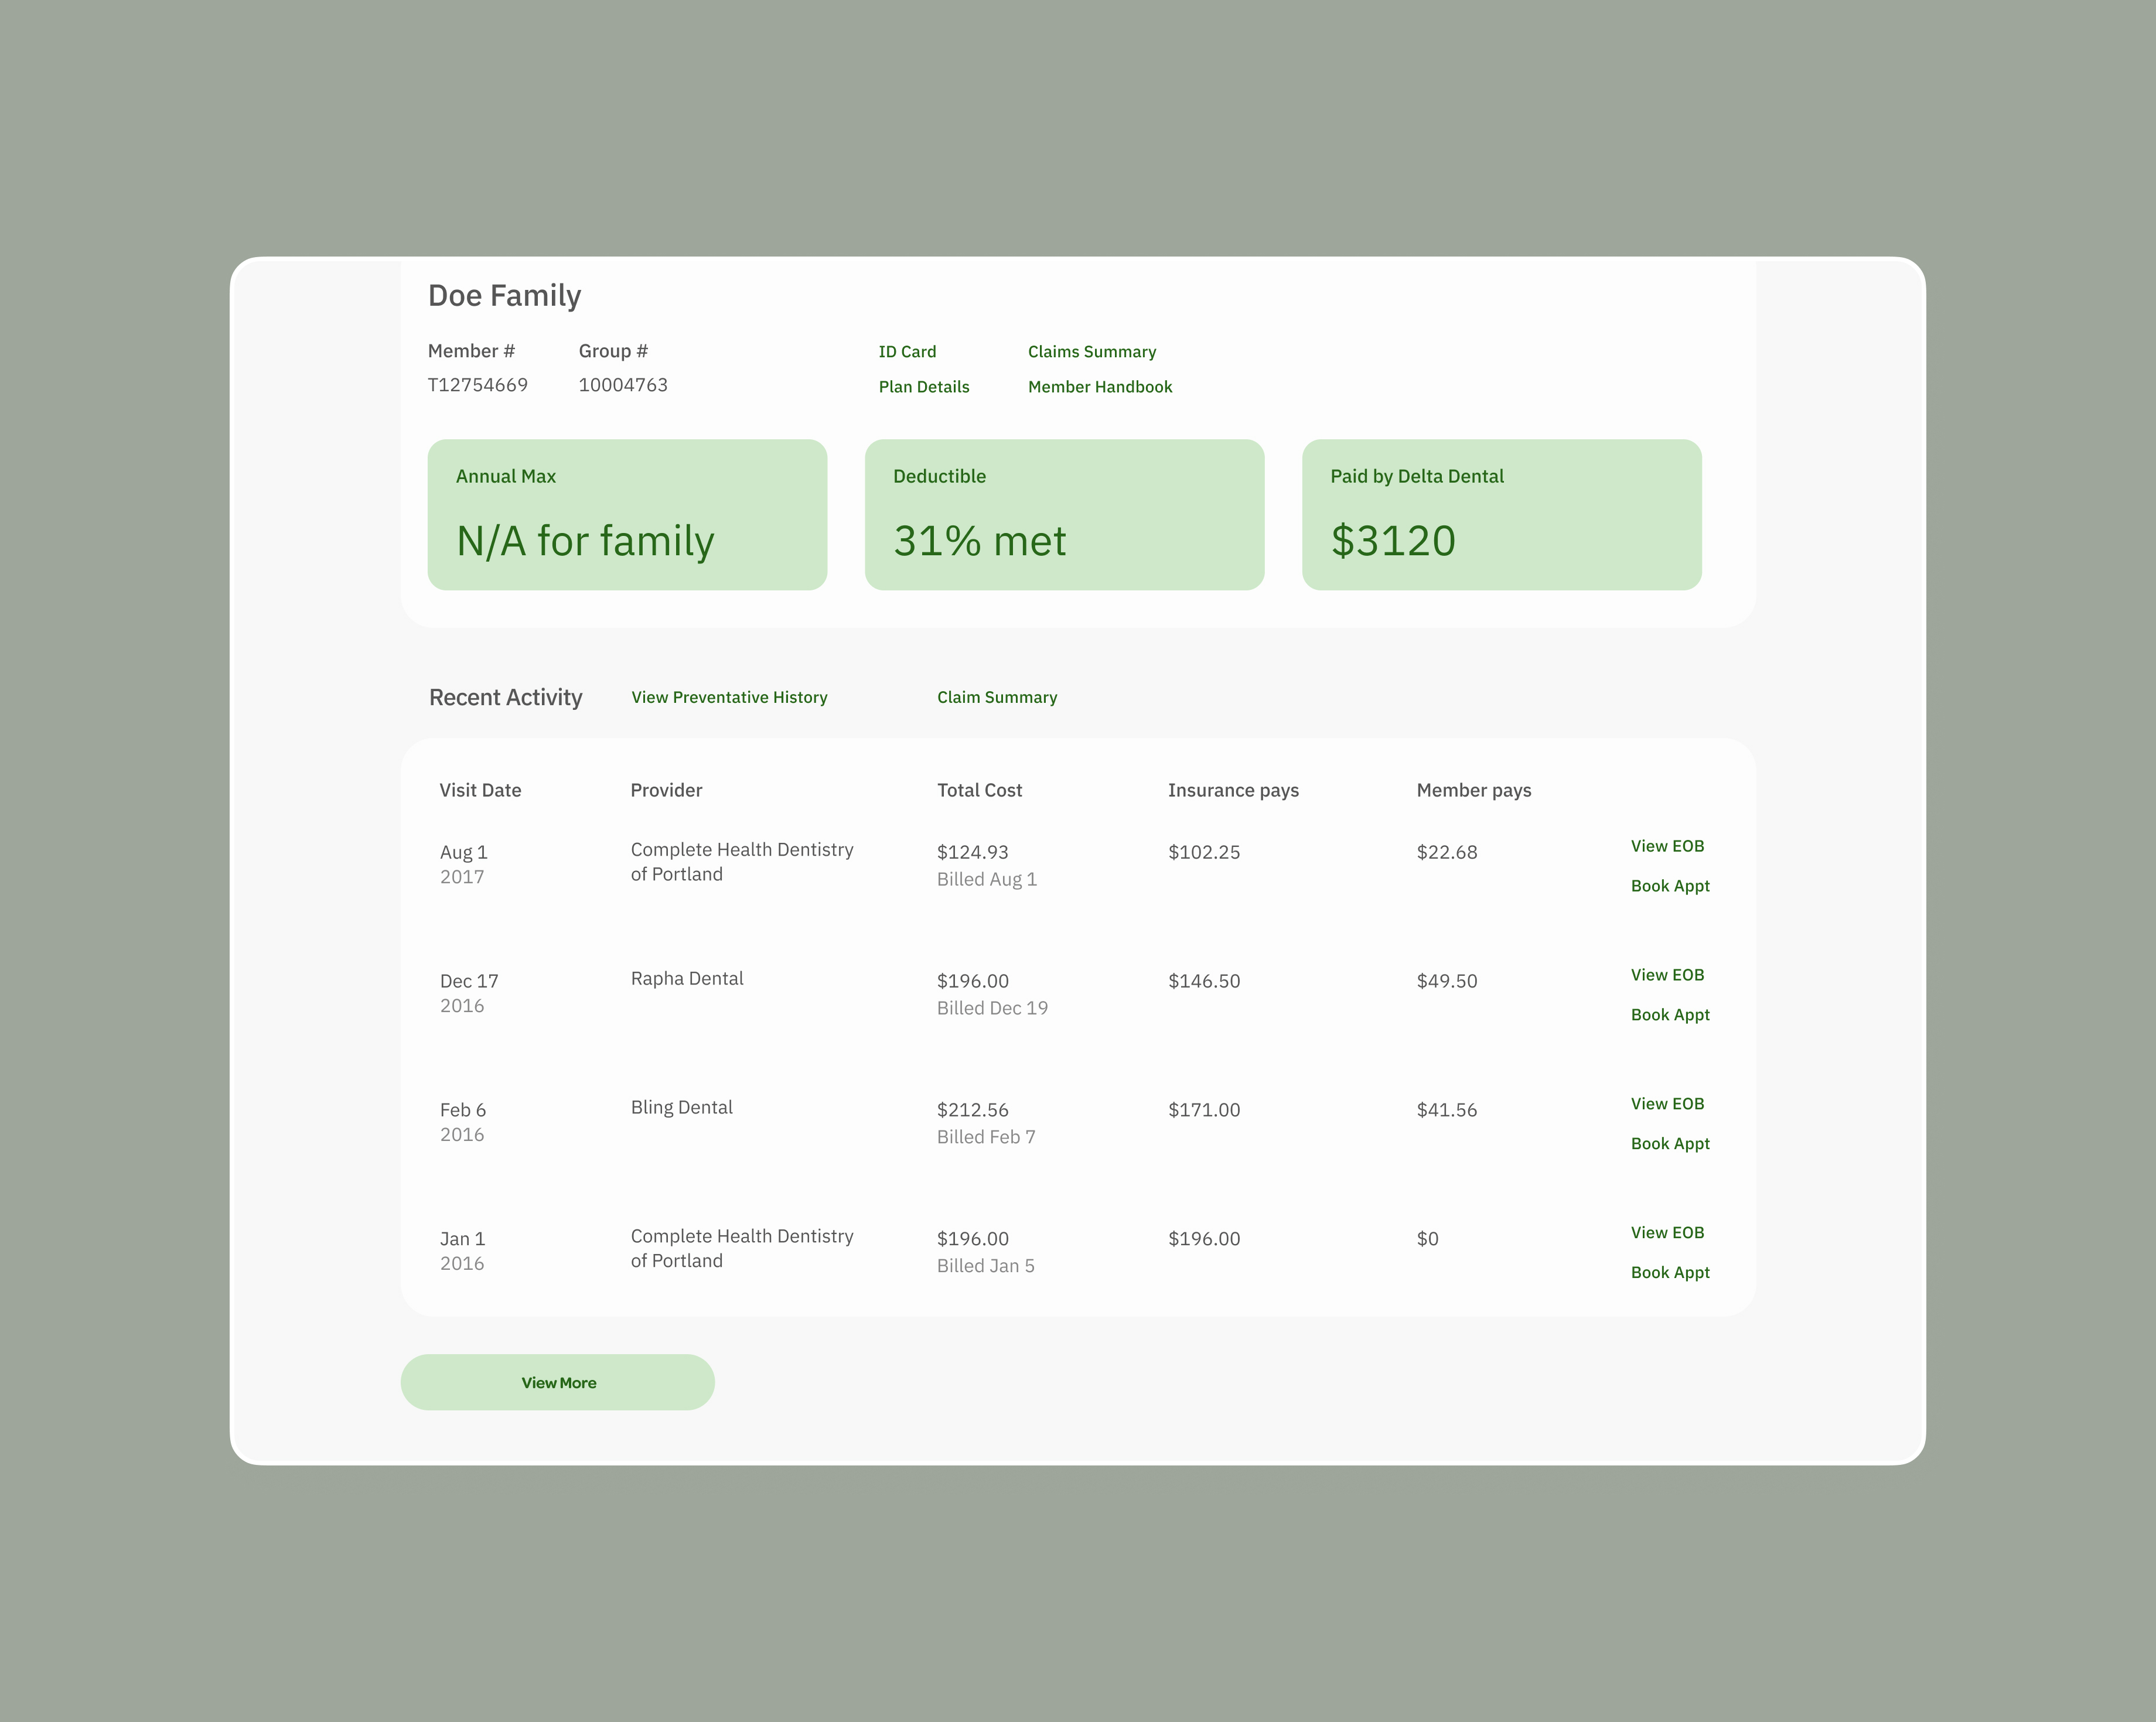 Doe Family
Member # Group # ID Card Claims Summary
T12754669 10004763 Plan Details Member Handbook
Annual Max Deductible Paid by Delta Dental
N/A for family 31% met $3120
Recent Activity View Preventative History Claim Summary
Visit Date Provider Total Cost Insurance pays Member pays
Aug 1 Complete Health Dentistry $124.93 $102.25 $22.68 View EOB
2017 of Portland Billed Aug 1 Book Appt
Dec 17 Rapha Dental $196.00 $146.50 $49.50 View EOB
2016 Billed Dec 19 Book Appt
Feb 6 Bling Dental $212.56 $171.00 $41.56 View EOB
2016 Billed Feb 7 Book Appt
Jan 1 Complete Health Dentistry $196.00 $196.00 $0 View EOB
2016 of Portland Billed Jan 5 Book Appt
View More